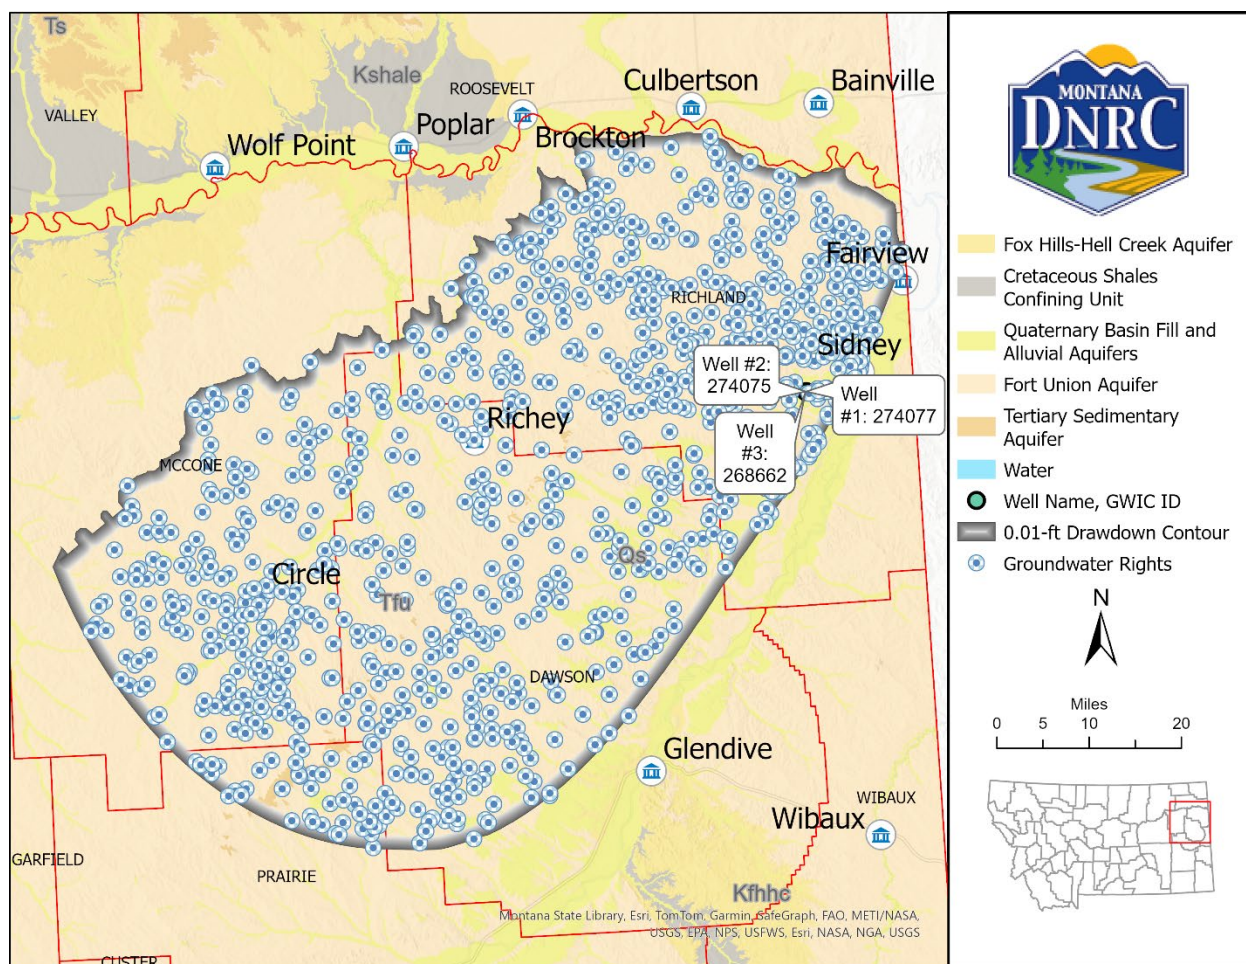 Ts
Kshale
ROOSEVELT
Culbertson
Bainville
VALLEY
Wolf Point
Poplar
Brockton
Fairview
RICHLAND
Sidney
Well #2:
274075
Well
#1: 274077
Well
#3:
268662
Richey
MCCONE
Circle
Tfu
Qs
DAWSON
Glendive
WIBAUX
Wibaux
GARFIELD
PRAIRIE
Kfhhc
CUSTER
Montana State Library, Esri, TomTom, Garmin, SafeGraph, FAO, METI/NASA,
USGS, EPA, NPS, USFWS, Esri, NASA, NGA, USGS
MONTANA
DNRC
Fox Hills-Hell Creek Aquifer
Cretaceous Shales
Confining Unit
Quaternary Basin Fill and
Alluvial Aquifers
Fort Union Aquifer
Tertiary Sedimentary
Aquifer
Water
Well Name, GWIC ID
0.01-ft Drawdown Contour
Groundwater Rights
N
Miles
0 5 10 20